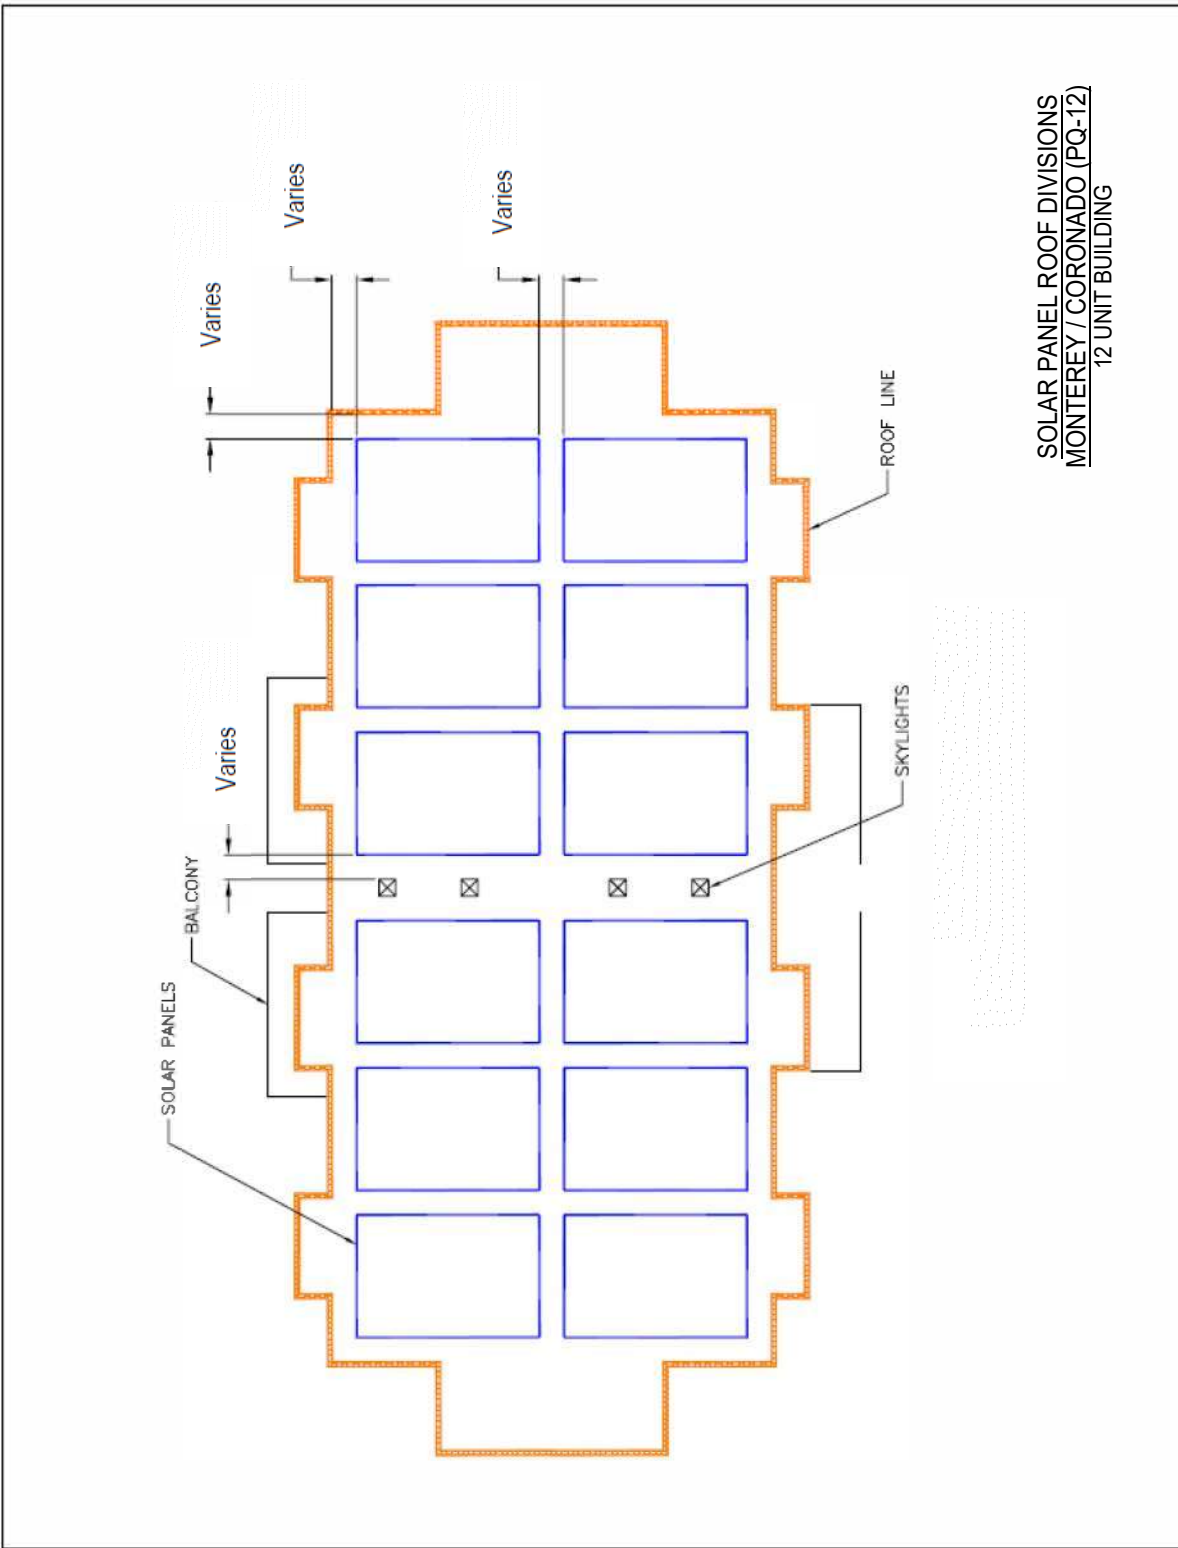 Varies
Varies
Varies
Varies
BALCONY
SOLAR PANELS
ROOF LINE
SKYLIGHTS
SOLAR PANEL ROOF DIVISIONS
MONTEREY / CORONADO (PQ-12)
12 UNIT BUILDING